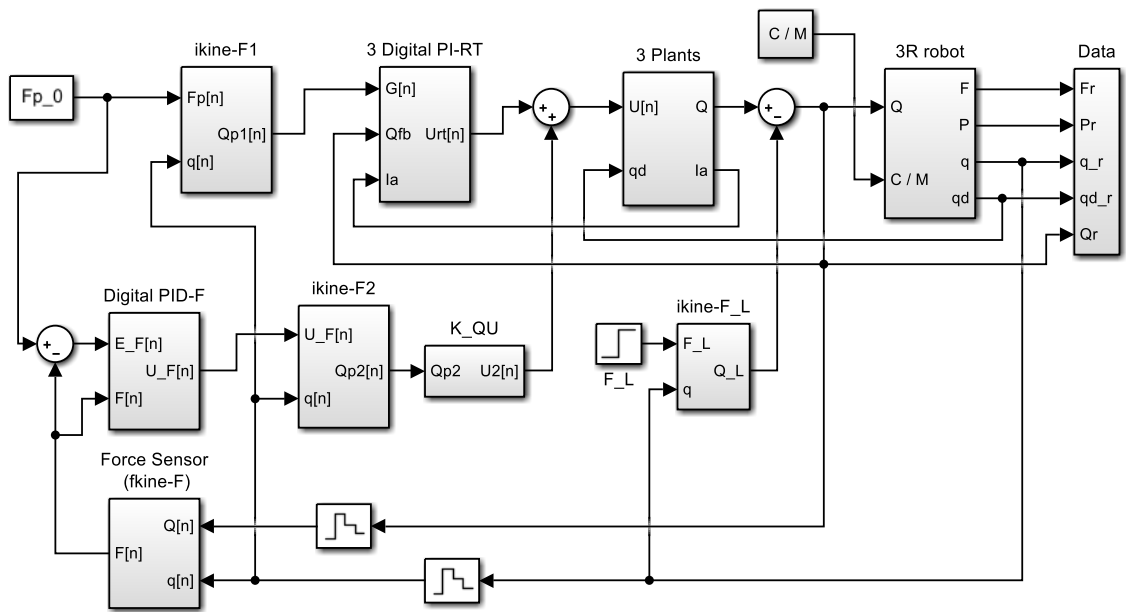 Fp_0
ikine-F1
Fp[n]
Qp1[n]
q[n]
3 Digital PI-RT
G[n]
Qfb
Urt[n]
Ia
+
+
3 Plants
U[n]
Q
qd
Ia
+
−
C / M
3R robot
Q
C / M
F
P
q
qd
Data
Fr
Pr
q_r
qd_r
Qr
+
−
Digital PID-F
E_F[n]
U_F[n]
F[n]
ikine-F2
U_F[n]
Qp2[n]
q[n]
K_QU
Qp2
U2[n]
F_L
ikine-F_L
F_L
Q_L
q
Force Sensor
(fkine-F)
Q[n]
F[n]
q[n]